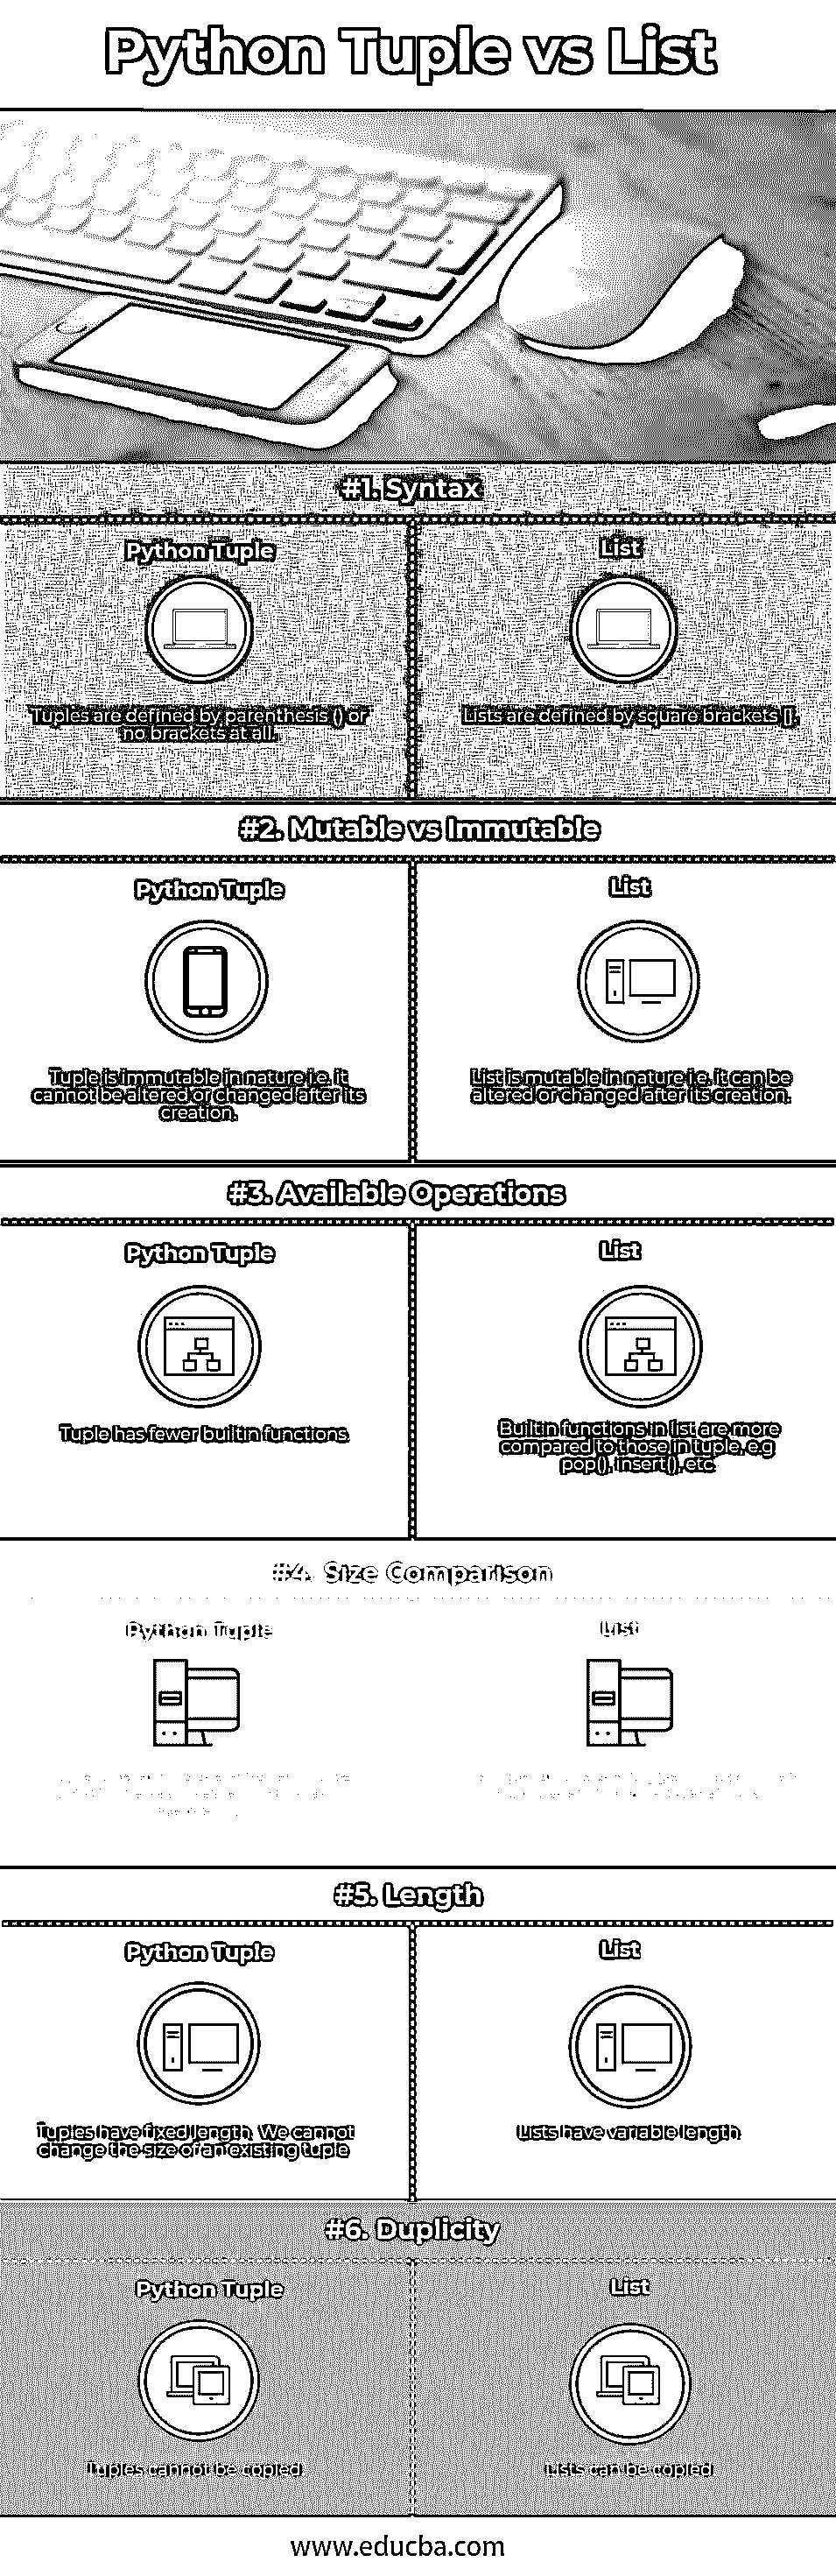 Python Tuple vs List
#1. Syntax
Python Tuple
List
Tuples are defined by parenthesis () or
no brackets at all.
Lists are defined by square brackets [].
#2. Mutable vs Immutable
Python Tuple
List
Tuple is immutable in nature i.e. it
cannot be altered or changed after its
creation.
List is mutable in nature i.e. it can be
altered or changed after its creation.
#3. Available Operations
Python Tuple
List
Tuple has fewer builtin functions.
Builtin functions in list are more
compared to those in tuple, e.g
pop(), insert(), etc.
#4. Size Comparison
Python Tuple
List
#5. Length
Python Tuple
List
Tuples have fixed length. We cannot
change the size of an existing tuple
Lists have variable length
#6. Duplicity
Python Tuple
List
Tuples cannot be copied
Lists can be copied
www.educba.com